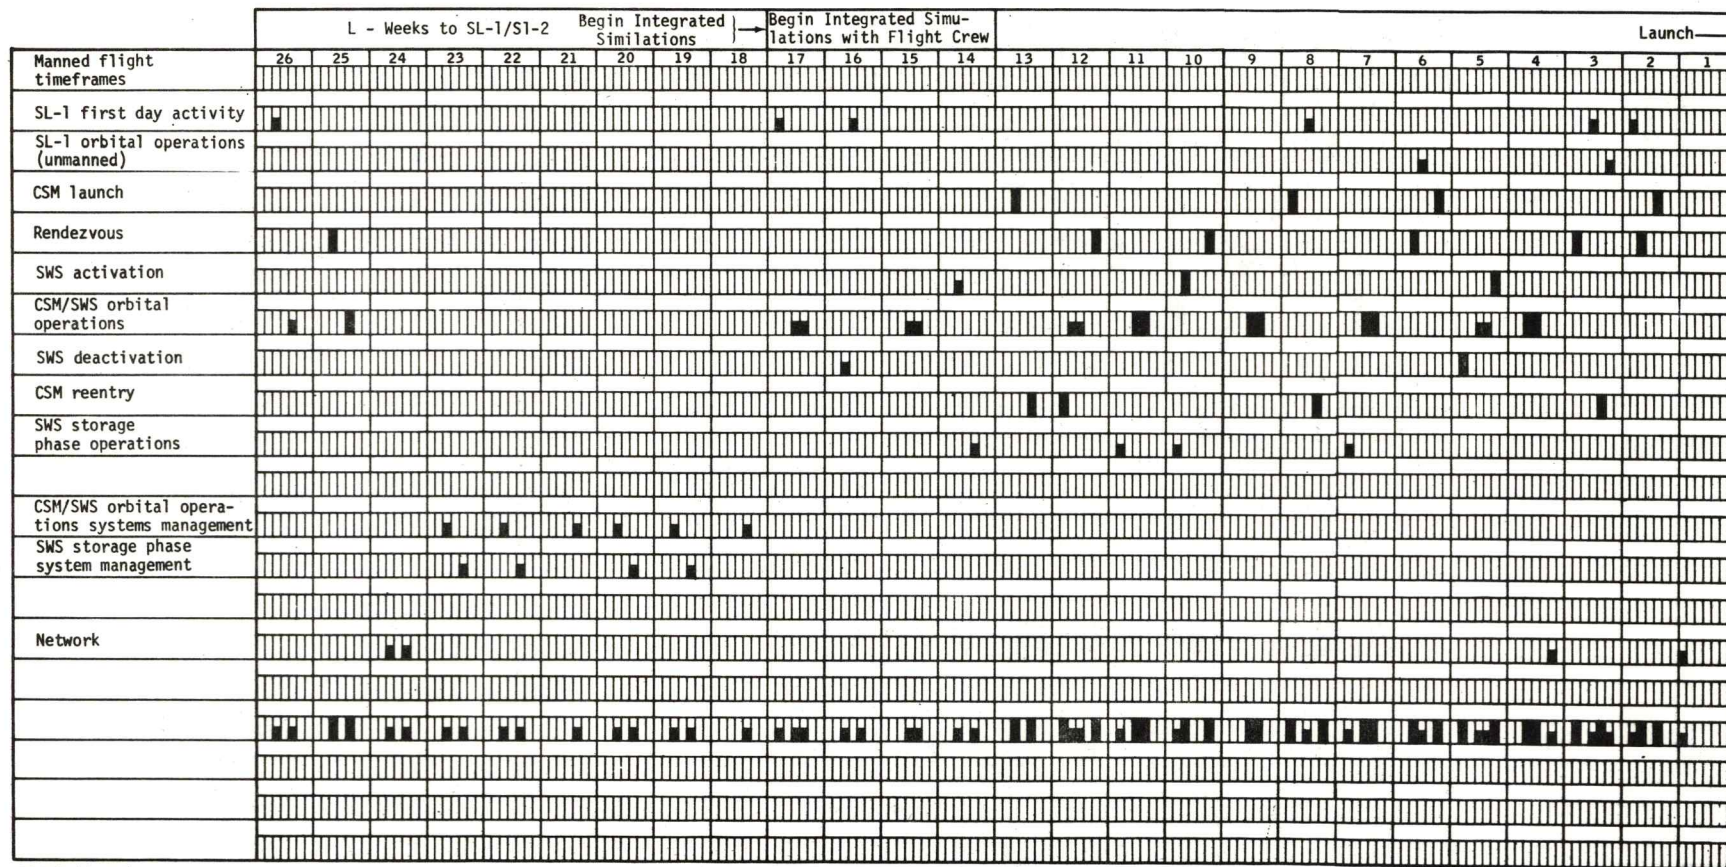 L - Weeks to SL-1/S1-2
Begin Integrated
Similations
Begin Integrated Simu-
lations with Flight Crew
Launch
Manned flight
timeframes
26 25 24 23 22 21 20 19 18 17 16 15 14 13 12 11 10 9 8 7 6 5 4 3 2 1
SL-1 first day activity
SL-1 orbital operations
(unmanned)
CSM launch
Rendezvous
SWS activation
CSM/SWS orbital
operations
SWS deactivation
CSM reentry
SWS storage
phase operations
CSM/SWS orbital opera-
tions systems management
SWS storage phase
system management
Network